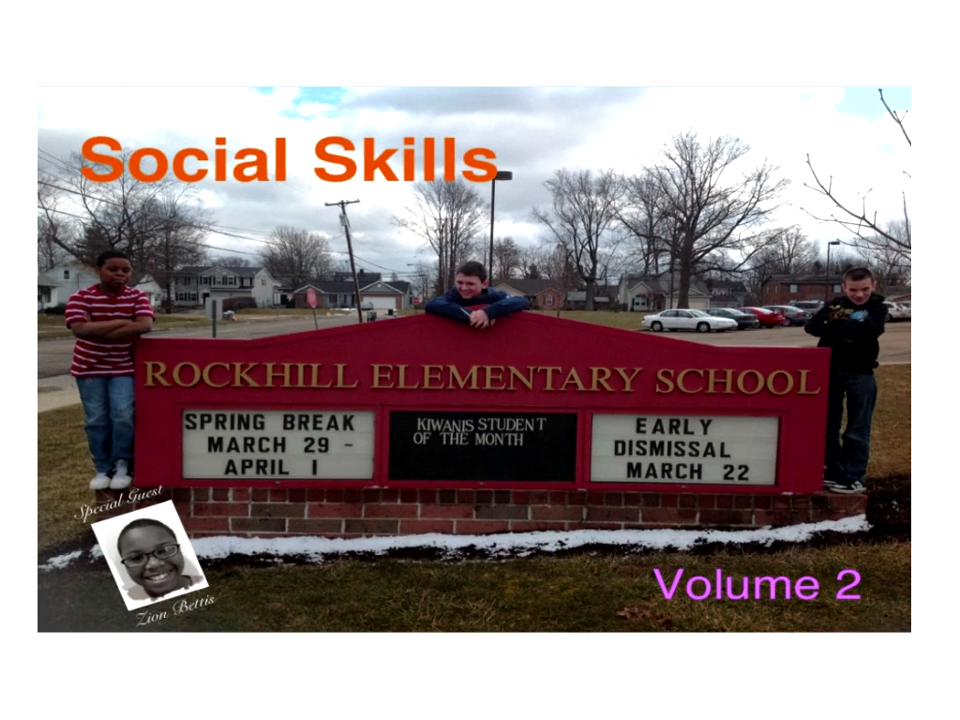 Social Skills
ROCKHILL ELEMENTARY SCHOOL
SPRING BREAK
MARCH 29 -
APRIL 1
KIWANIS STUDENT
OF THE MONTH
EARLY
DISMISSAL
MARCH 22
Special Guest
Zion Bettis
Volume 2